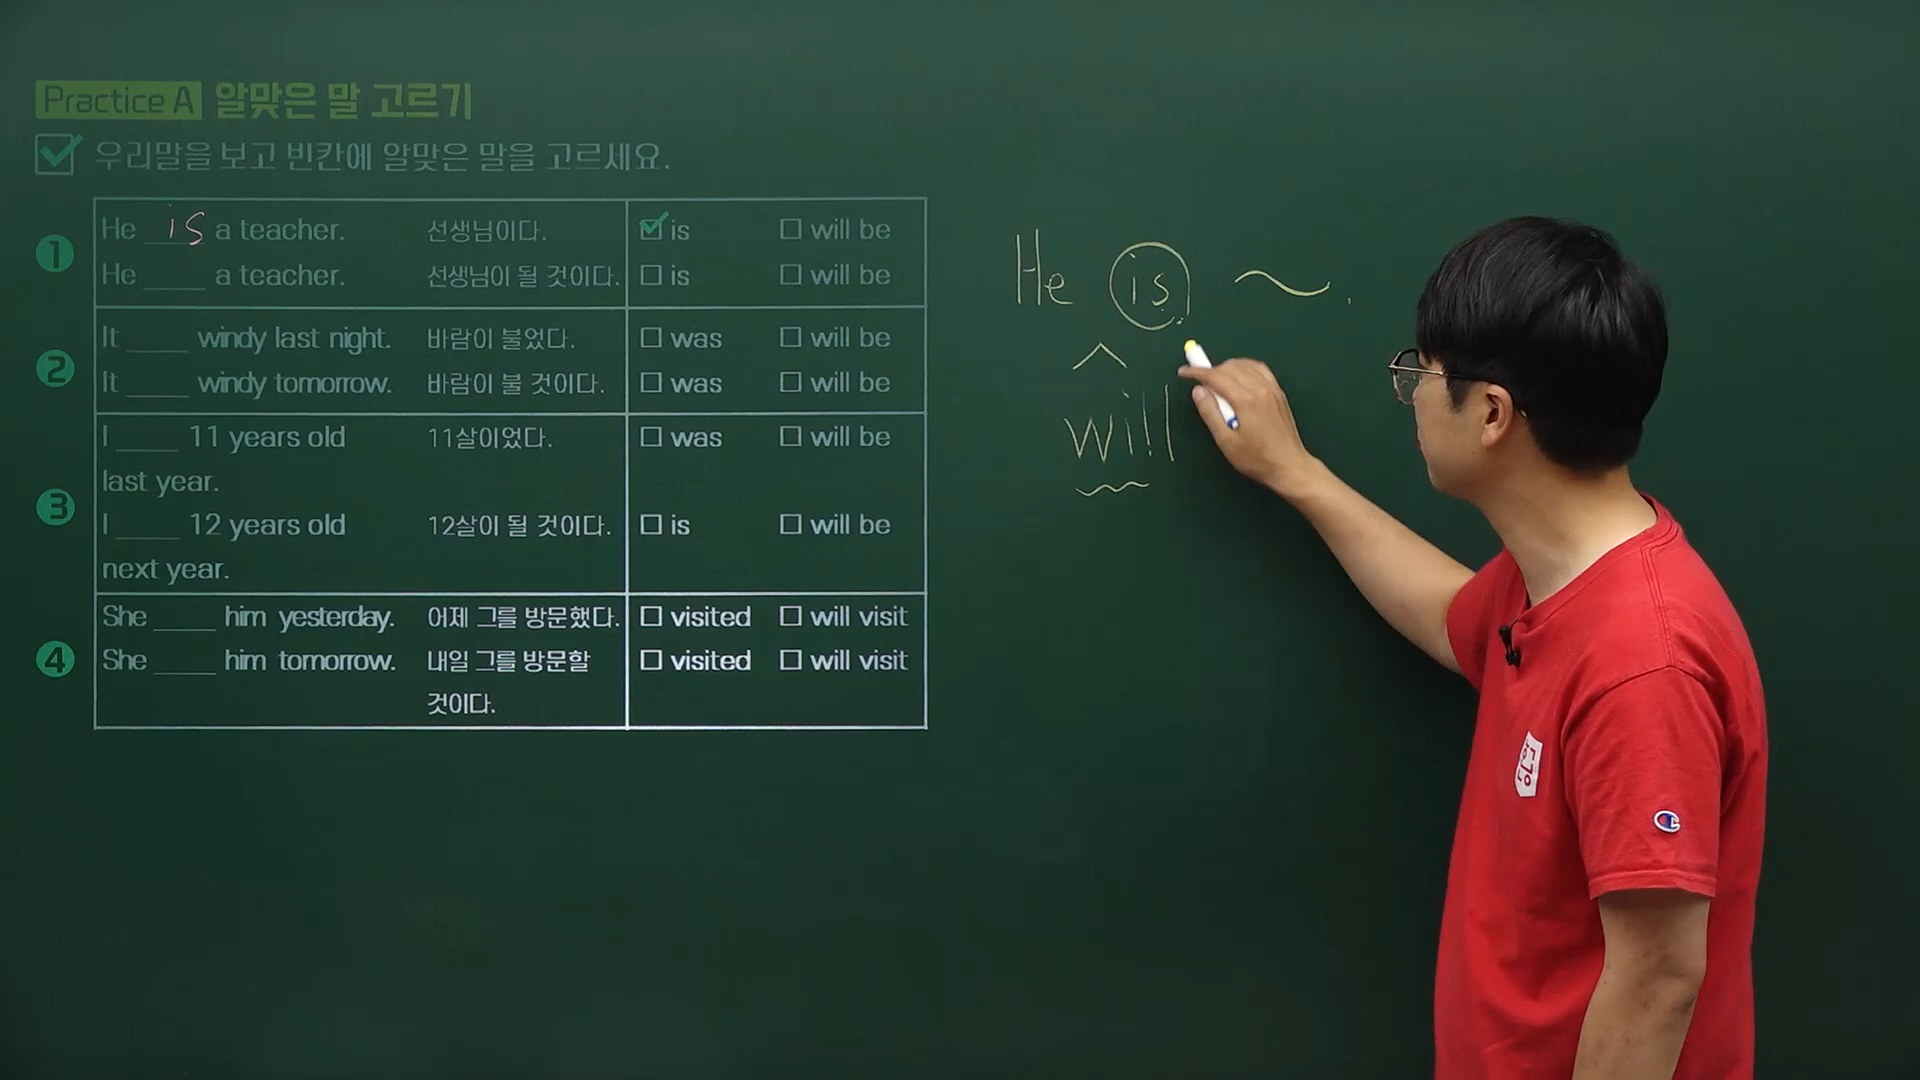 Practice A 알맞은 말 고르기
우리말을 보고 빈칸에 알맞은 말을 고르세요.
1
He is a teacher. 선생님이다. ☑ is ☐ will be
He ____ a teacher. 선생님이 될 것이다. ☐ is ☐ will be
2
It ____ windy last night. 바람이 불었다. ☐ was ☐ will be
It ____ windy tomorrow. 바람이 불 것이다. ☐ was ☐ will be
3
I ____ 11 years old 11살이었다. ☐ was ☐ will be
last year.
I ____ 12 years old 12살이 될 것이다. ☐ is ☐ will be
next year.
4
She ____ him yesterday. 어제 그를 방문했다. ☐ visited ☐ will visit
She ____ him tomorrow. 내일 그를 방문할 ☐ visited ☐ will visit
것이다.
He is ~.
will